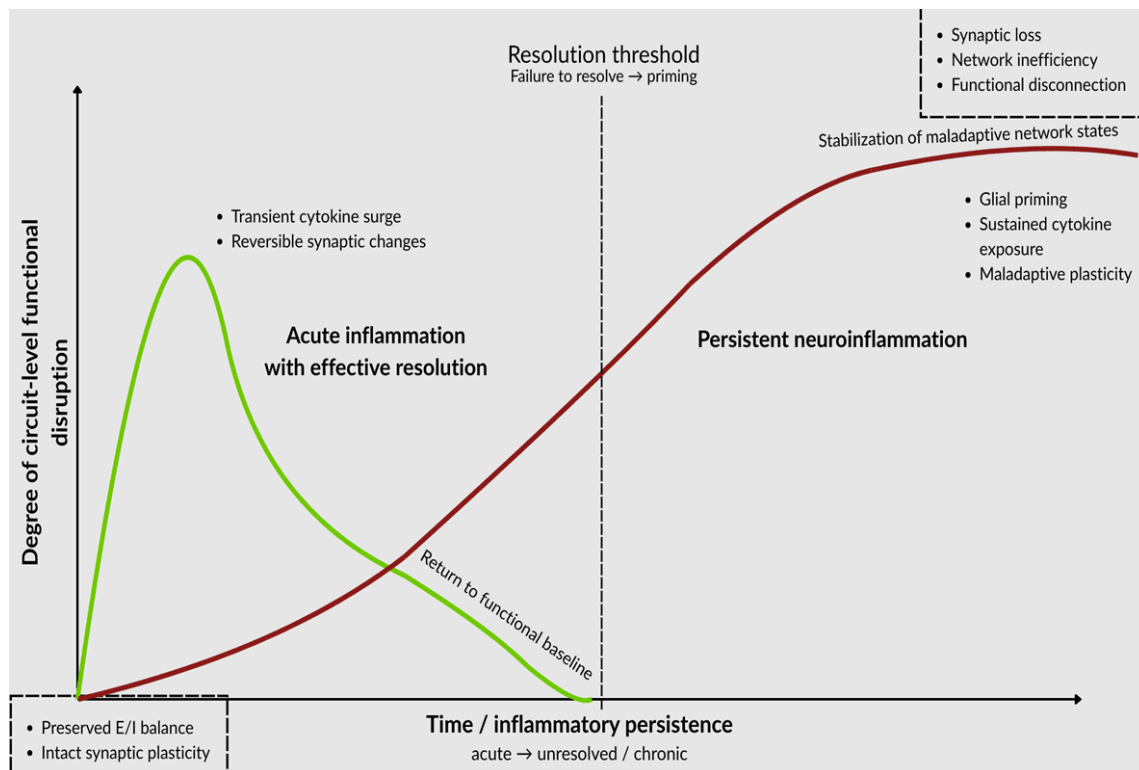 • Synaptic loss
• Network inefficiency
• Functional disconnection
Resolution threshold
Failure to resolve → priming
Stabilization of maladaptive network states
• Transient cytokine surge
• Reversible synaptic changes
• Glial priming
• Sustained cytokine
exposure
• Maladaptive plasticity
Acute inflammation
with effective resolution
Persistent neuroinflammation
Degree of circuit-level functional
disruption
Return to functional baseline
• Preserved E/I balance
• Intact synaptic plasticity
Time / inflammatory persistence
acute → unresolved / chronic